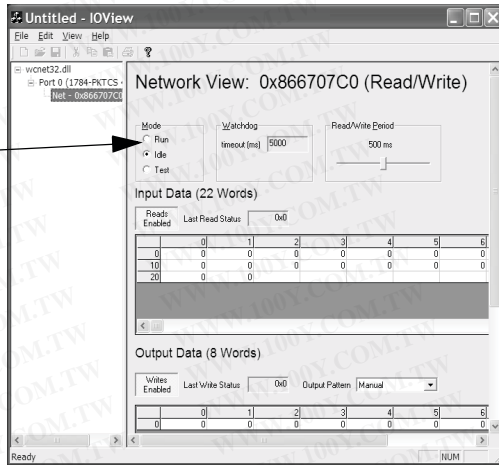 Untitled - IOView
File Edit View Help
wcnet32.dll
Port 0 (1784-PKTCS
Net - 0x866707C0
Network View: 0x866707C0 (Read/Write)
Mode
Run
Idle
Test
Watchdog
timeout (ms) 5000
Read/Write Period
500 ms
Input Data (22 Words)
Reads Enabled Last Read Status 0x0
0 1 2 3 4 5 6
0 0 0 0 0 0 0 0
10 0 0 0 0 0 0 0
20 0 0
Output Data (8 Words)
Writes Enabled Last Write Status 0x0 Output Pattern Manual
0 1 2 3 4 5 6
0 0 0 0 0 0 0 0
Ready NUM
WWW.100Y.COM.TW